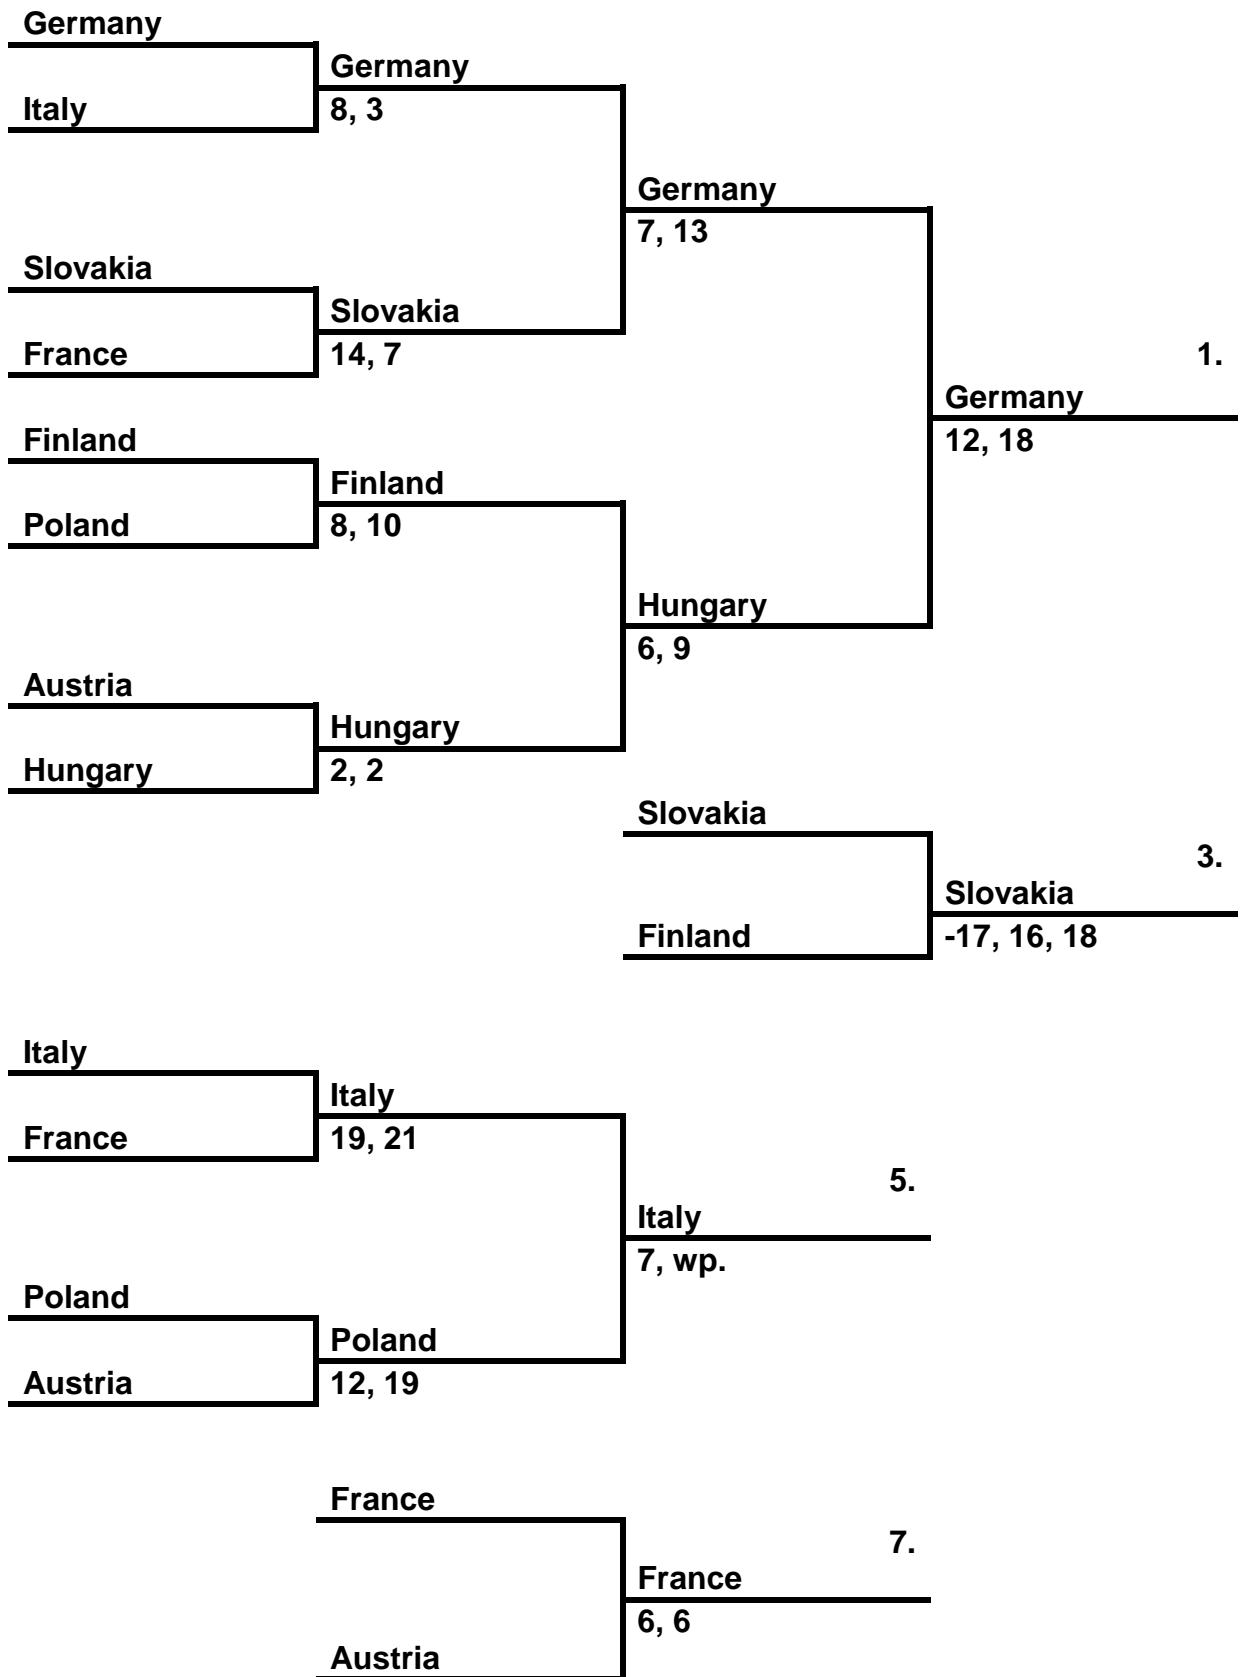 Germany
Germany
Italy
8, 3
Germany
7, 13
Slovakia
Slovakia
France
14, 7
1.
Germany
Finland
12, 18
Finland
Poland
8, 10
Hungary
6, 9
Austria
Hungary
Hungary
2, 2
Slovakia
3.
Slovakia
Finland
-17, 16, 18
Italy
Italy
France
19, 21
5.
Italy
7, wp.
Poland
Poland
Austria
12, 19
France
7.
France
6, 6
Austria